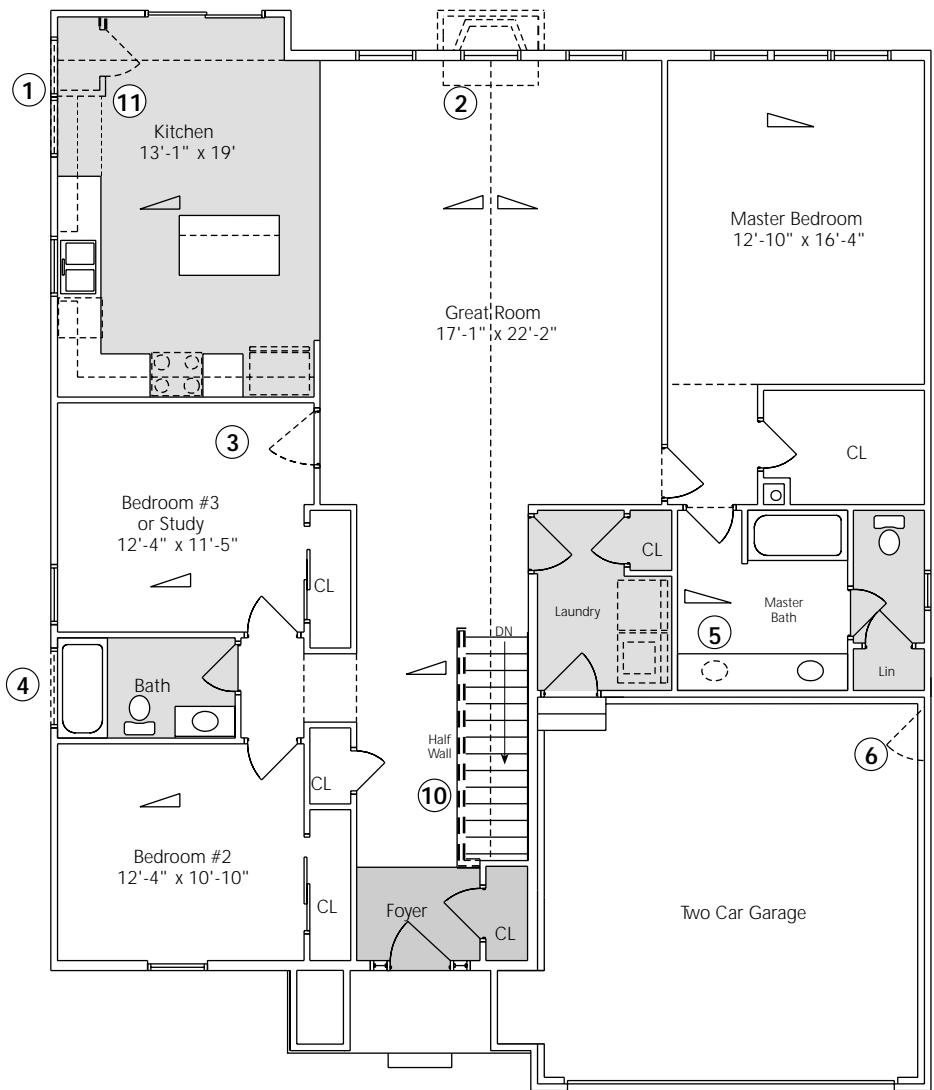 1
11
2
Kitchen
13'-1" x 19'
Master Bedroom
12'-10" x 16'-4"
Great Room
17'-1" x 22'-2"
3
CL
Bedroom #3
or Study
12'-4" x 11'-5"
CL
CL
Laundry
Master
Bath
5
DN
4
Bath
Lin
Half
Wall
6
CL
10
Bedroom #2
12'-4" x 10'-10"
CL
Foyer
CL
Two Car Garage